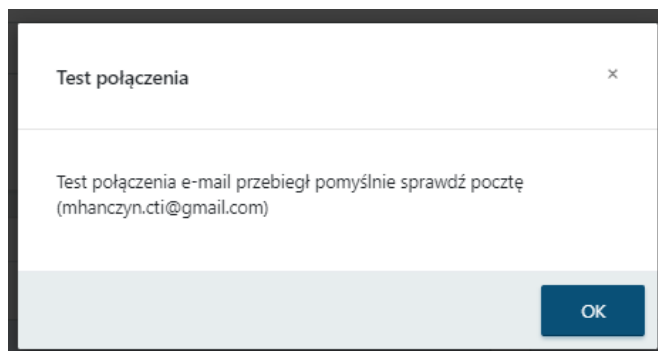 Test połączenia
×
Test połączenia e-mail przebiegł pomyślnie sprawdź pocztę
(mhanczyn.cti@gmail.com)
OK